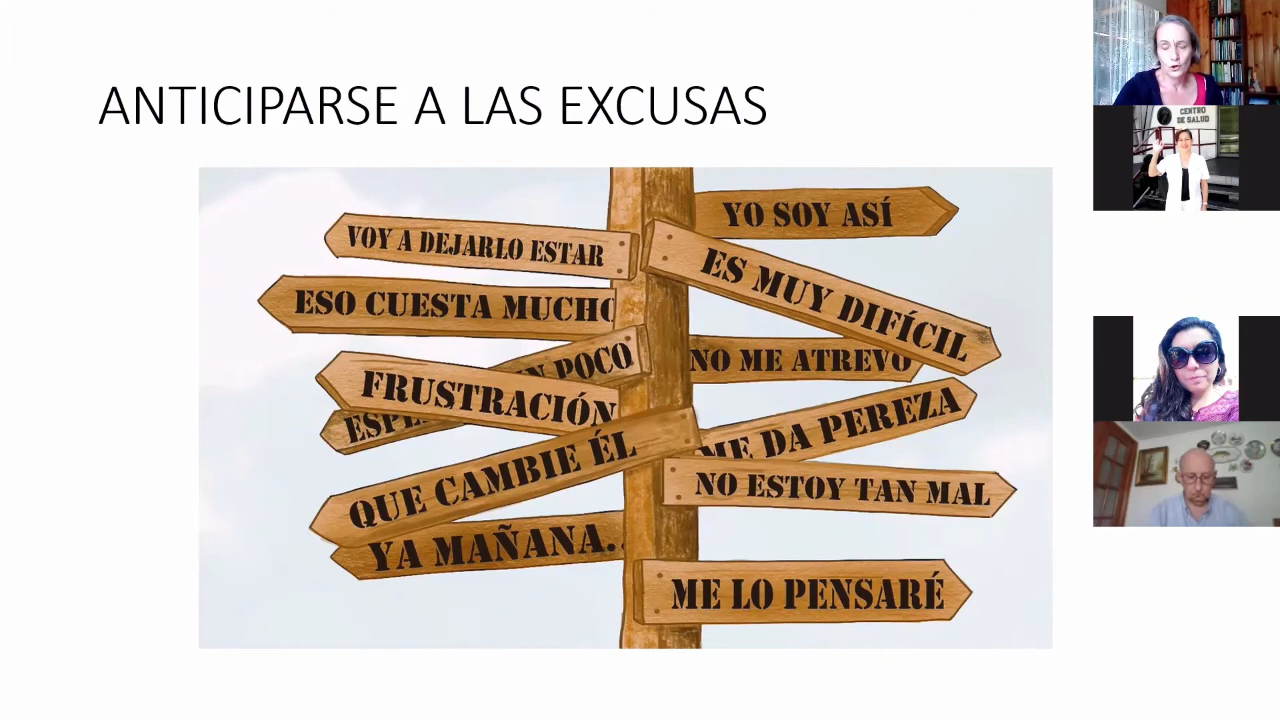 ANTICIPARSE A LAS EXCUSAS
VOY A DEJARLO ESTAR
ESO CUESTA MUCHO
POCO
FRUSTRACIÓN
QUE CAMBIE ÉL
YA MAÑANA.
YO SOY ASÍ
ES MUY DIFÍCIL
NO ME ATREVO
ME DA PEREZA
NO ESTOY TAN MAL
ME LO PENSARÉ
CENTRO
DE SALUD